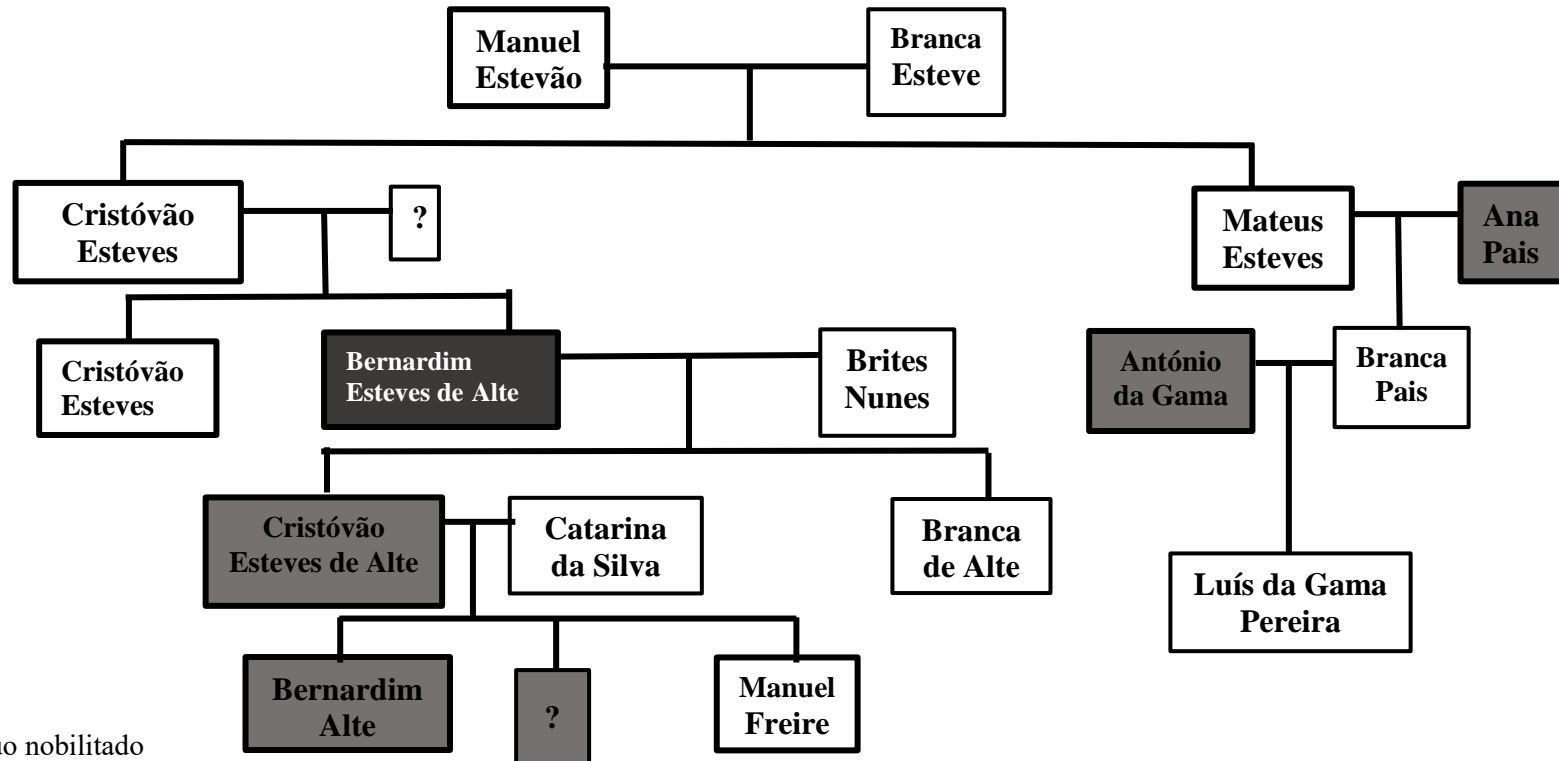 Manuel
Estevão
Branca
Esteve
Cristóvão
Esteves
?
Mateus
Esteves
Ana
Pais
Cristóvão
Esteves
Bernardim
Esteves de Alte
Brites
Nunes
António
da Gama
Branca
Pais
Cristóvão
Esteves de Alte
Catarina
da Silva
Branca
de Alte
Luís da Gama
Pereira
Bernardim
Alte
?
Manuel
Freire
nobilitado